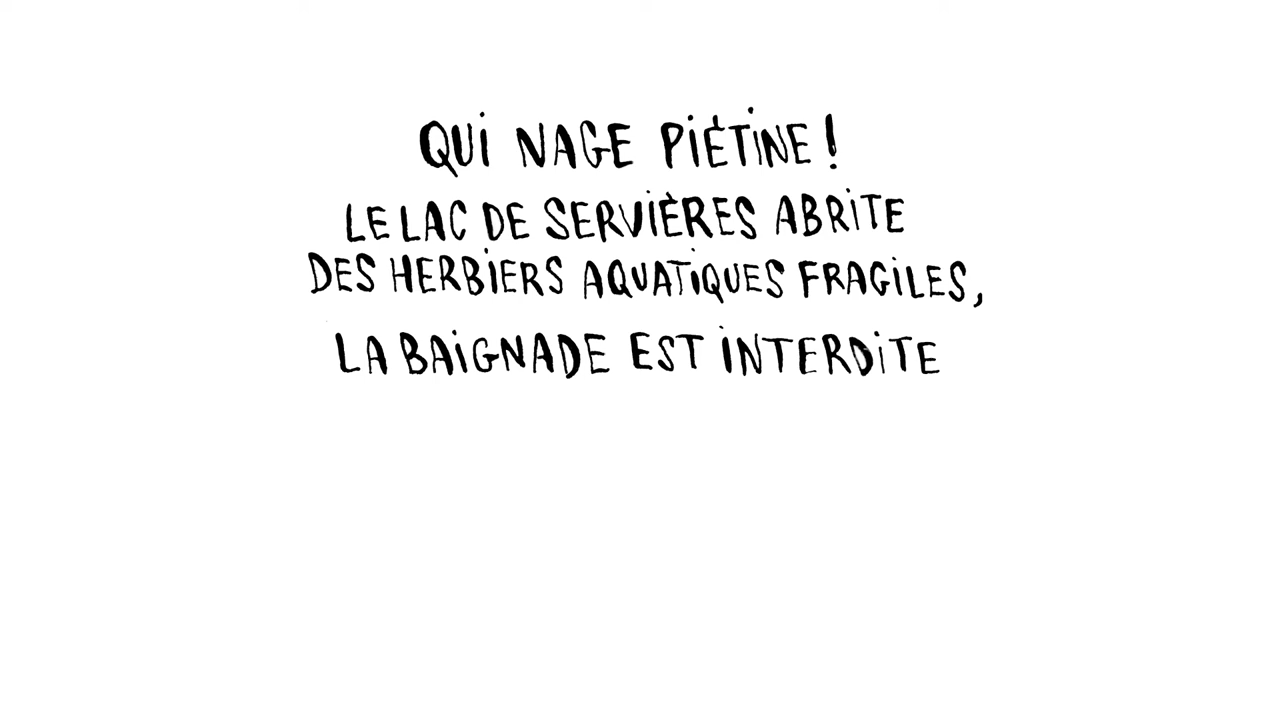 QUI NAGE PIÉTINE !
LE LAC DE SERVIÈRES ABRITE
DES HERBIERS AQUATIQUES FRAGILES,
LA BAIGNADE EST INTERDITE